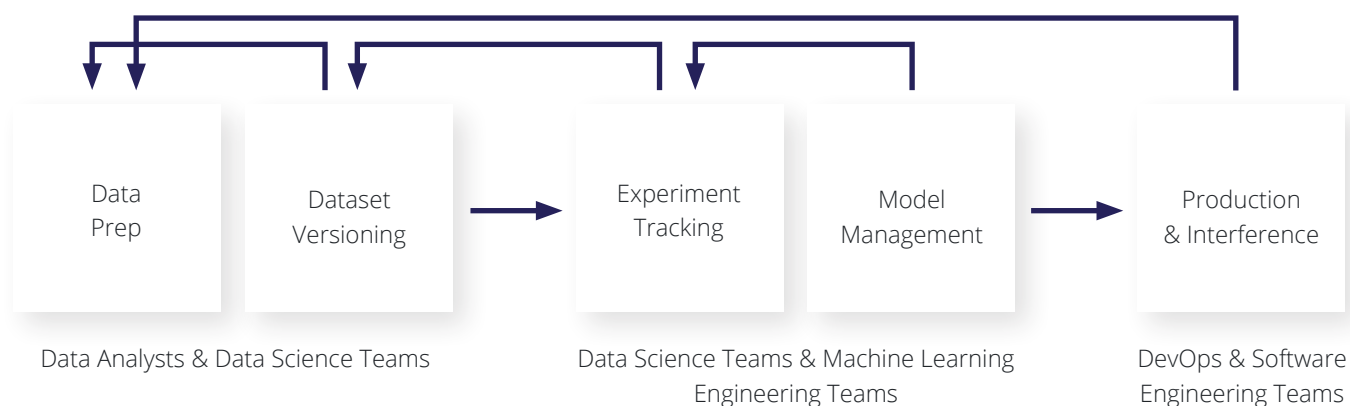 Data
Prep
Dataset
Versioning
Experiment
Tracking
Model
Management
Production
& Interference
Data Analysts & Data Science Teams
Data Science Teams & Machine Learning
Engineering Teams
DevOps & Software
Engineering Teams